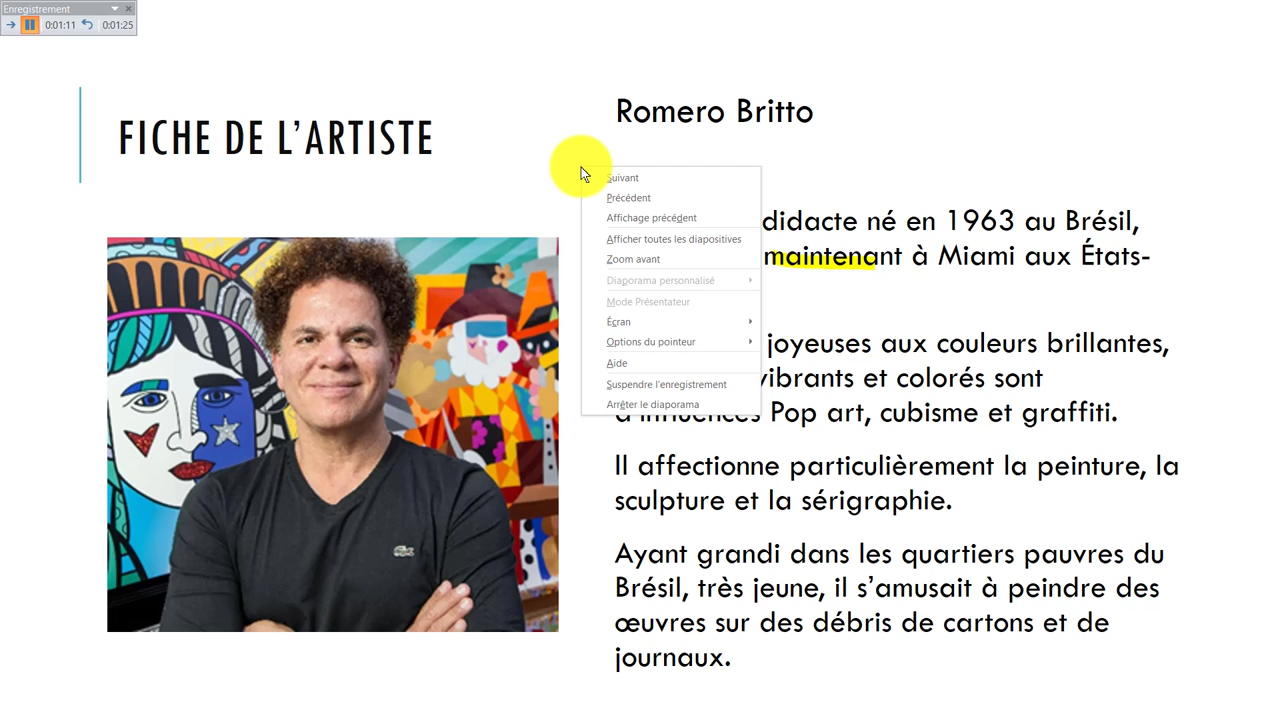 Enregistrement
0:01:11 0:01:25
FICHE DE L'ARTISTE
Romero Britto
Suivant
Précédent
Affichage précédent
Afficher toutes les diapositives
Zoom avant
Diaporama personnalisé
Mode Présentateur
Écran
Options du pointeur
Aide
Suspendre l'enregistrement
Arrêter le diaporama
didacte né en 1963 au Brésil,
maintenant à Miami aux États-
joyeuses aux couleurs brillantes,
vibrants et colorés sont
d'influences Pop art, cubisme et graffiti.
Il affectionne particulièrement la peinture, la
sculpture et la sérigraphie.
Ayant grandi dans les quartiers pauvres du
Brésil, très jeune, il s'amusait à peindre des
œuvres sur des débris de cartons et de
journaux.